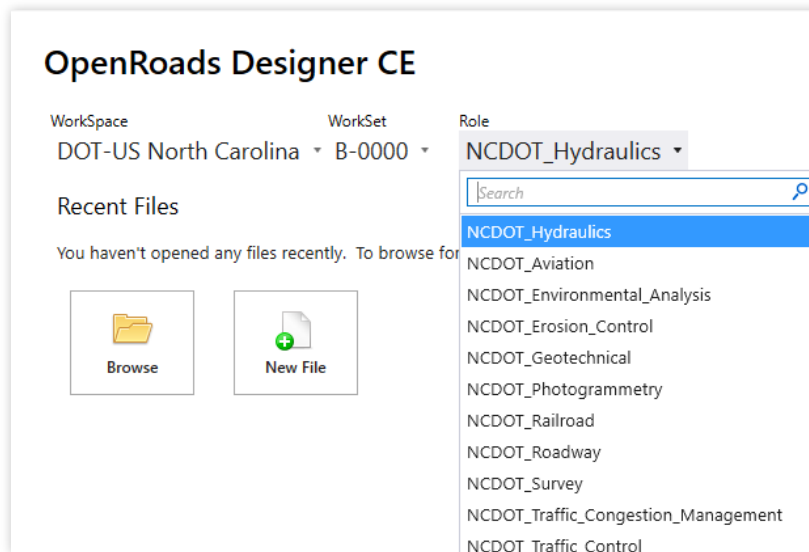 OpenRoads Designer CE
WorkSpace WorkSet Role
DOT-US North Carolina B-0000 NCDOT_Hydraulics
Search
Recent Files
NCDOT_Hydraulics
You haven't opened any files recently. To browse for
NCDOT_Aviation
NCDOT_Environmental_Analysis
NCDOT_Erosion_Control
NCDOT_Geotechnical
NCDOT_Photogrammetry
NCDOT_Railroad
NCDOT_Roadway
NCDOT_Survey
NCDOT_Traffic_Congestion_Management
NCDOT_Traffic_Control
Browse
New File